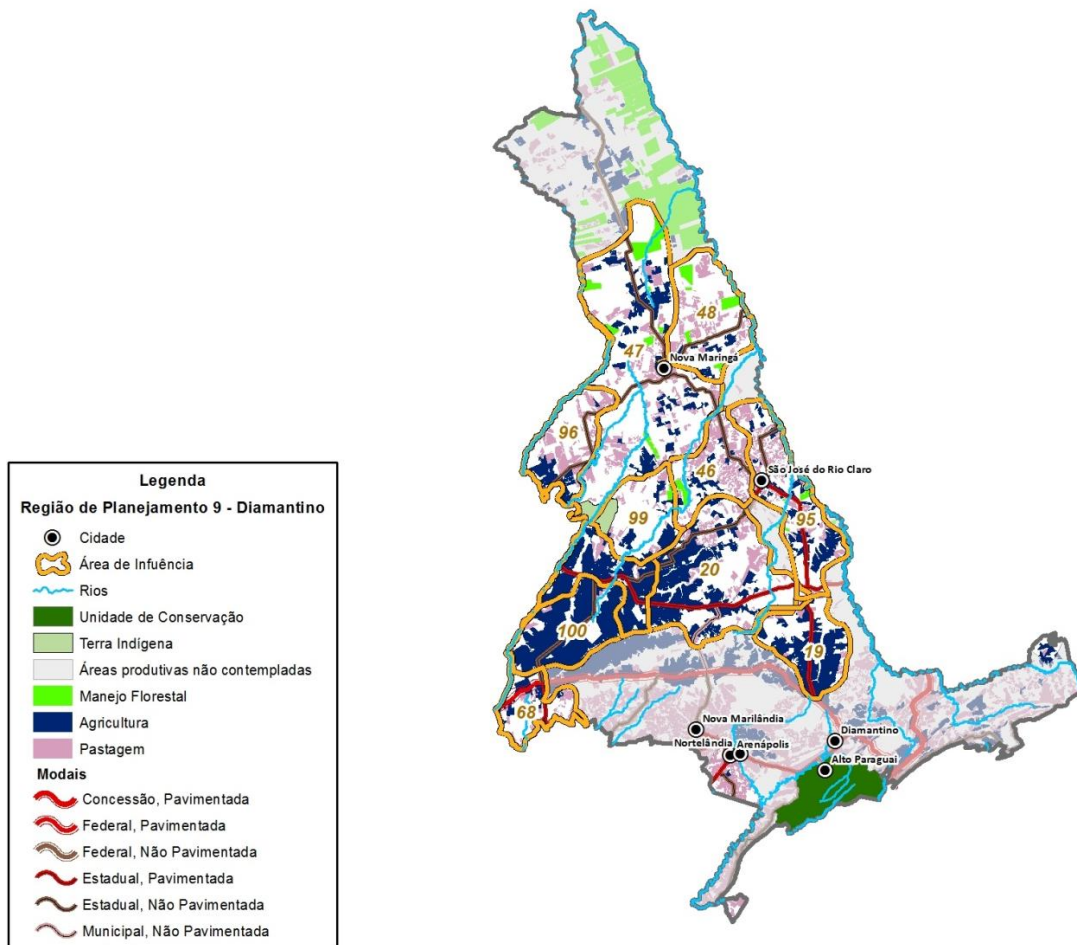 48
47
Nova Maringá
96
46
São José do Rio Claro
99
95
20
100
19
68
Nova Marilândia
Diamantino
Nortelândia
Arenápolis
Alto Paraguai
Legenda
Região de Planejamento 9 - Diamantino
Cidade
Área de Infuência
Rios
Unidade de Conservação
Terra Indígena
Áreas produtivas não contempladas
Manejo Florestal
Agricultura
Pastagem
Modais
Concessão, Pavimentada
Federal, Pavimentada
Federal, Não Pavimentada
Estadual, Pavimentada
Estadual, Não Pavimentada
Municipal, Não Pavimentada